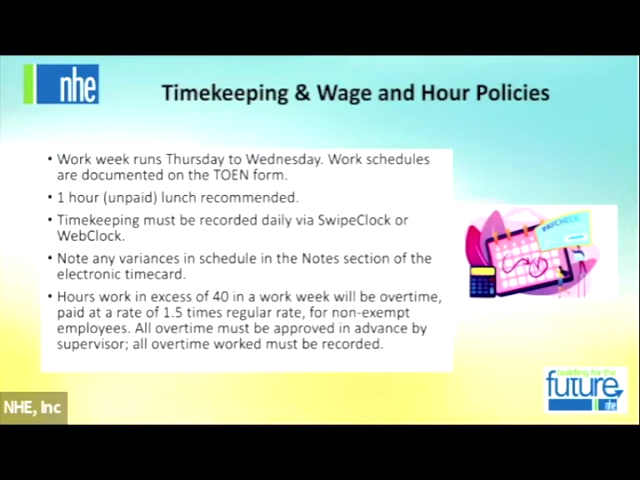 nhe
Timekeeping & Wage and Hour Policies
• Work week runs Thursday to Wednesday. Work schedules
are documented on the TOEN form.
• 1 hour (unpaid) lunch recommended.
• Timekeeping must be recorded daily via SwipeClock or
WebClock.
• Note any variances in schedule in the Notes section of the
electronic timecard.
• Hours work in excess of 40 in a work week will be overtime,
paid at a rate of 1.5 times regular rate, for non-exempt
employees. All overtime must be approved in advance by
supervisor; all overtime worked must be recorded.
PAYCHECK
building for the
future
nhe
NHE, Inc